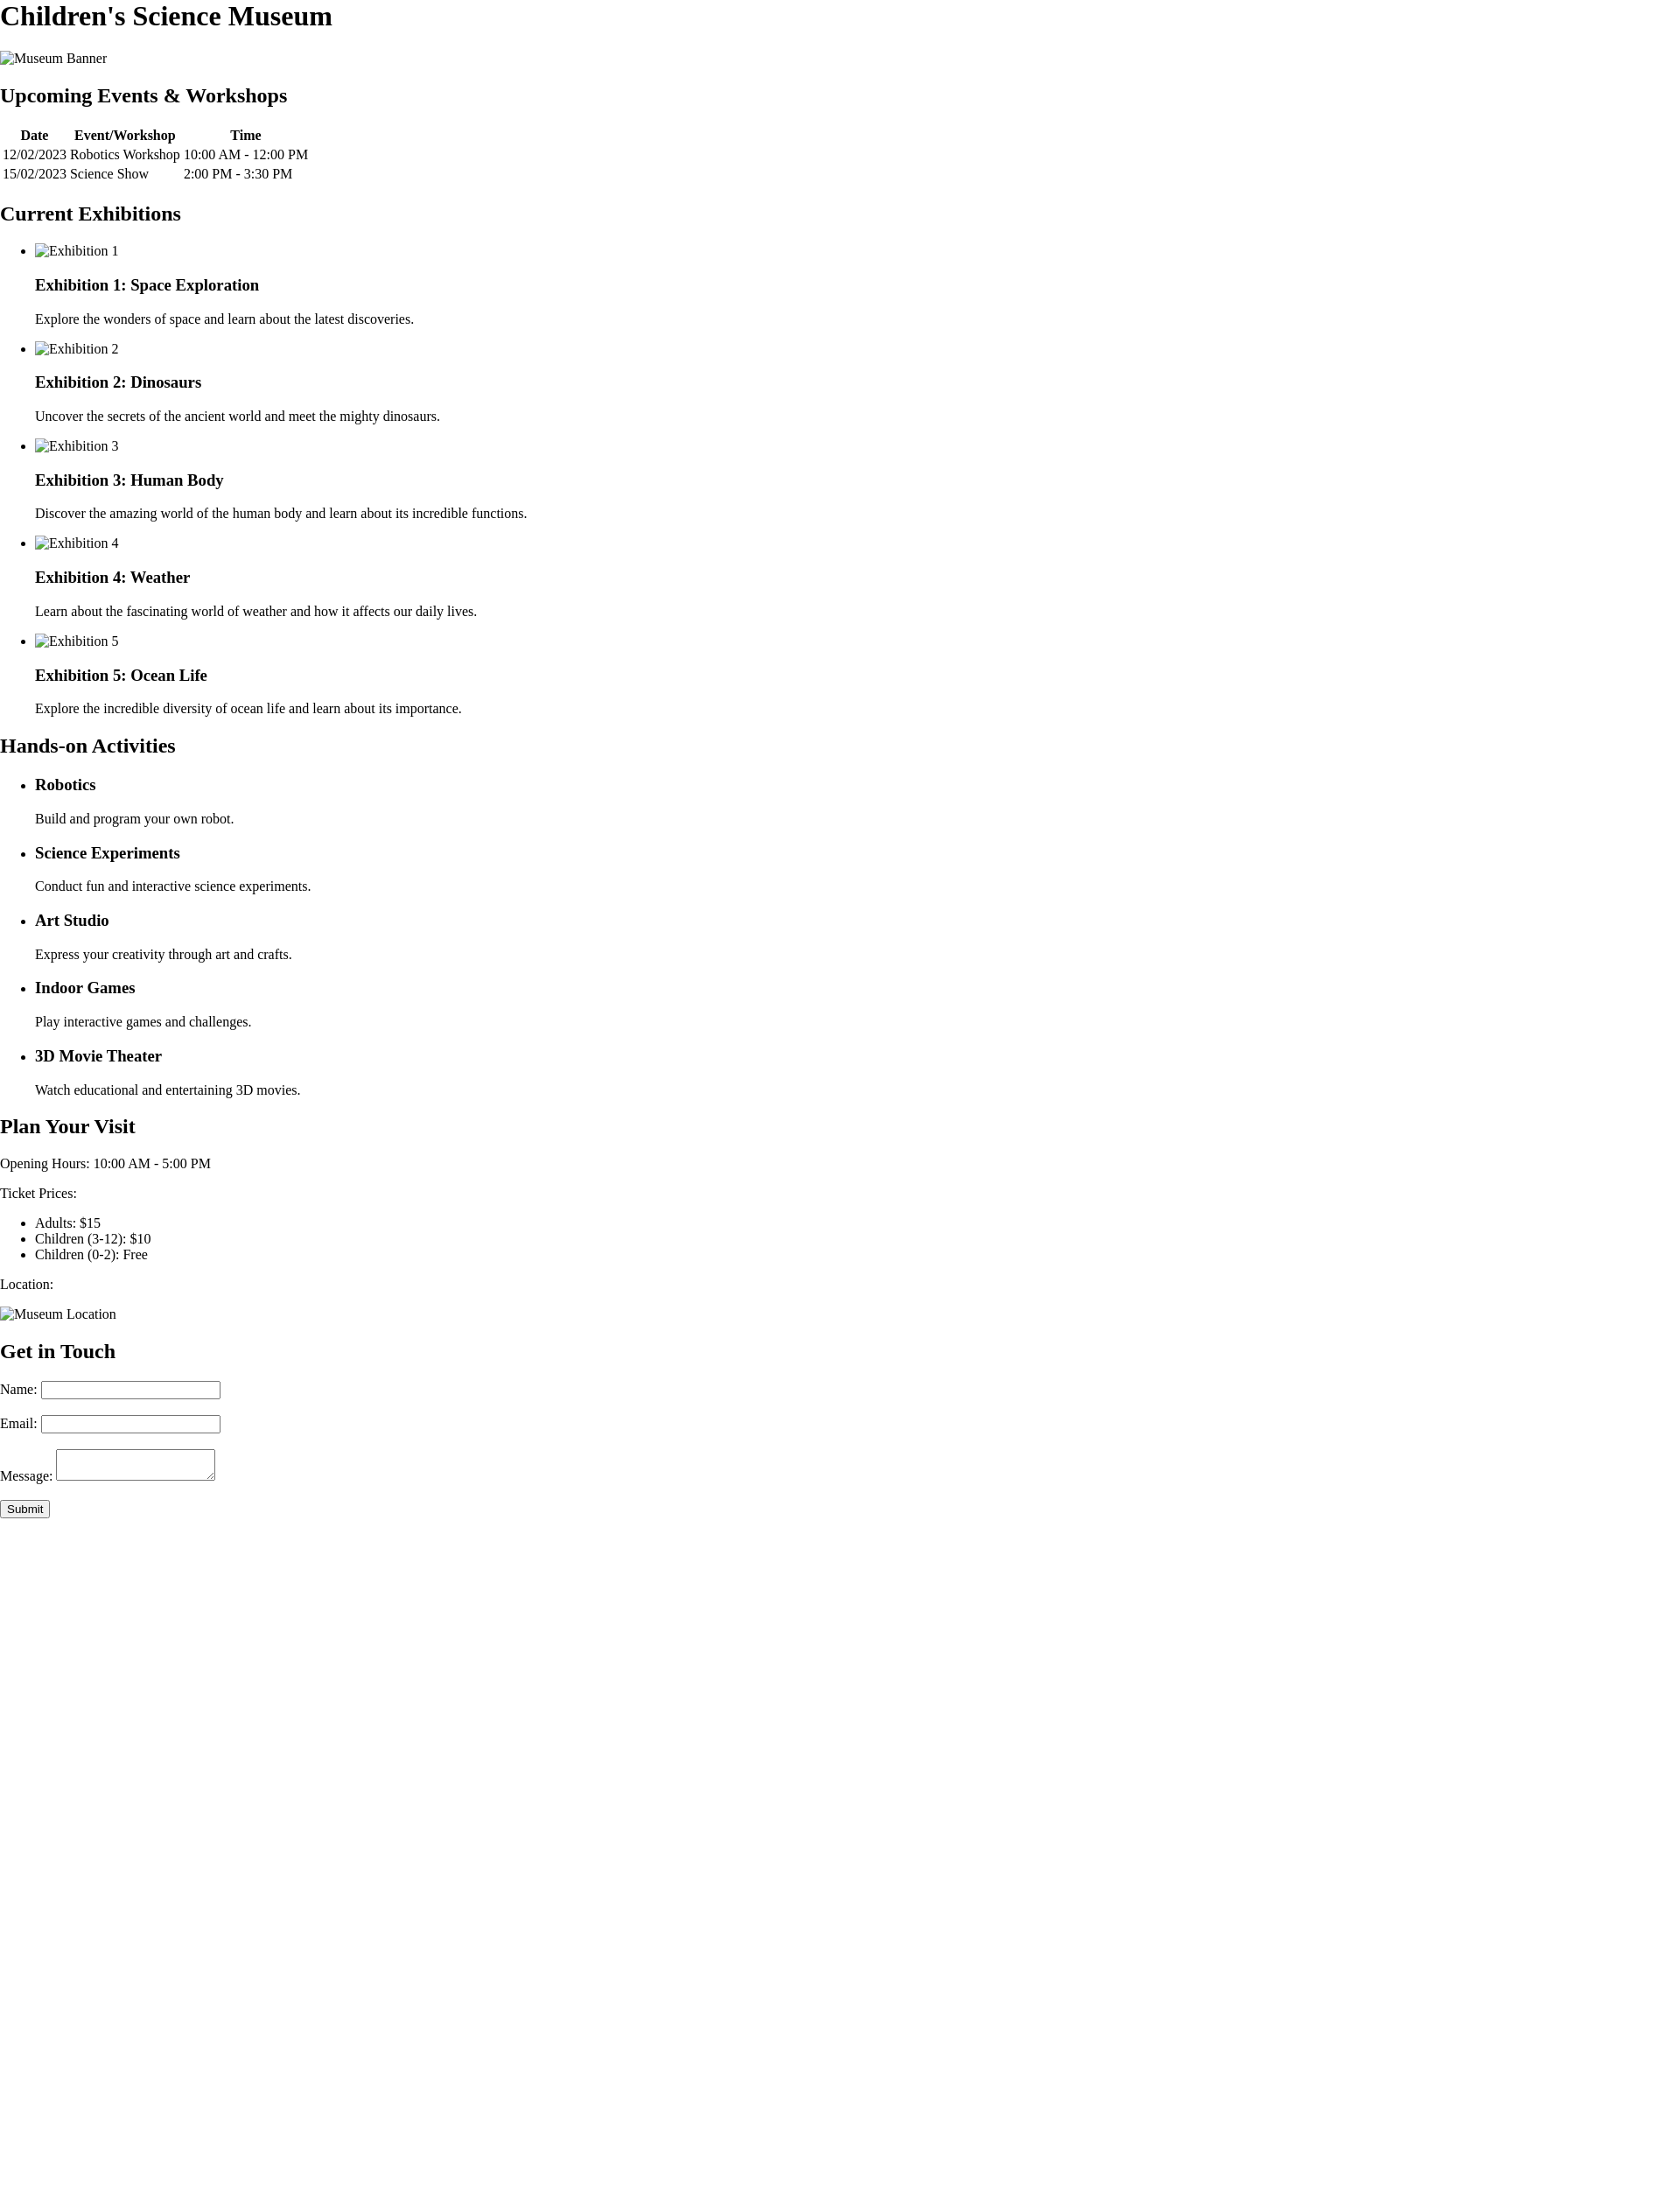 Children's Science Museum
Museum Banner
Upcoming Events & Workshops
Date Event/Workshop Time
12/02/2023 Robotics Workshop 10:00 AM - 12:00 PM
15/02/2023 Science Show 2:00 PM - 3:30 PM
Current Exhibitions
Exhibition 1
Exhibition 1: Space Exploration
Explore the wonders of space and learn about the latest discoveries.
Exhibition 2
Exhibition 2: Dinosaurs
Uncover the secrets of the ancient world and meet the mighty dinosaurs.
Exhibition 3
Exhibition 3: Human Body
Discover the amazing world of the human body and learn about its incredible functions.
Exhibition 4
Exhibition 4: Weather
Learn about the fascinating world of weather and how it affects our daily lives.
Exhibition 5
Exhibition 5: Ocean Life
Explore the incredible diversity of ocean life and learn about its importance.
Hands-on Activities
Robotics
Build and program your own robot.
Science Experiments
Conduct fun and interactive science experiments.
Art Studio
Express your creativity through art and crafts.
Indoor Games
Play interactive games and challenges.
3D Movie Theater
Watch educational and entertaining 3D movies.
Plan Your Visit
Opening Hours: 10:00 AM - 5:00 PM
Ticket Prices:
Adults: $15
Children (3-12): $10
Children (0-2): Free
Location:
Museum Location
Get in Touch
Name:
Email:
Message:
Submit